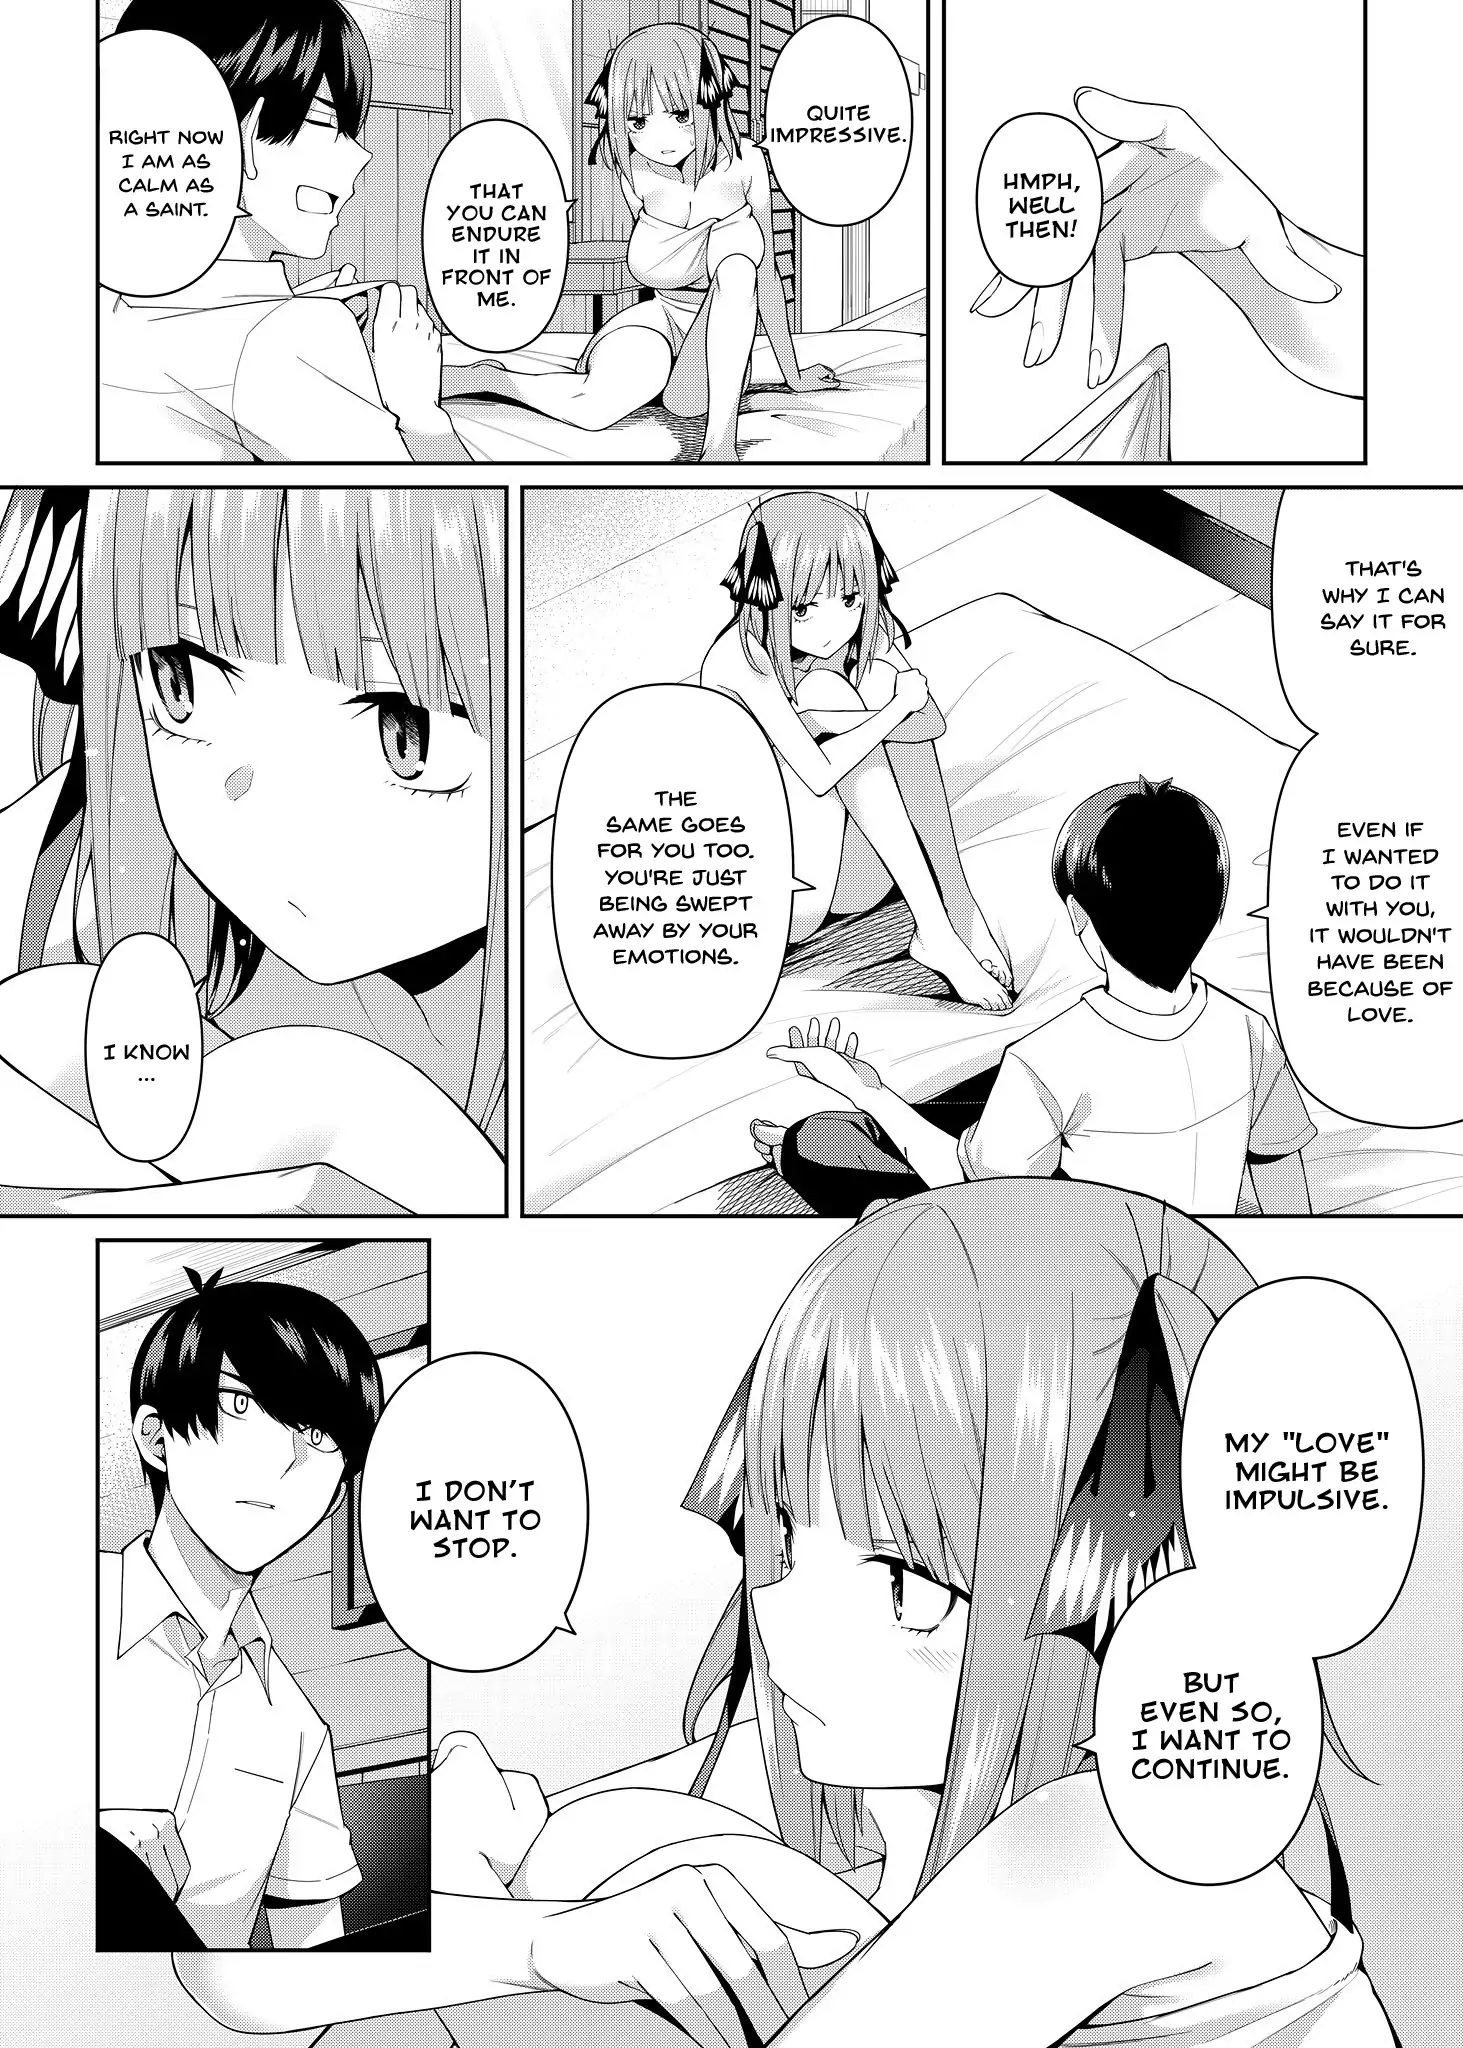 HMPH,
WELL
THEN!
QUITE
IMPRESSIVE.
THAT
YOU CAN
ENDURE
IT IN
FRONT OF
ME.
RIGHT NOW
I AM AS
CALM AS
A SAINT.
THAT'S
WHY I CAN
SAY IT FOR
SURE.
EVEN IF
I WANTED
TO DO IT
WITH YOU,
IT WOULDN'T
HAVE BEEN
BECAUSE OF
LOVE.
THE
SAME GOES
FOR YOU TOO.
YOU'RE JUST
BEING SWEPT
AWAY BY YOUR
EMOTIONS.
I KNOW
...
MY "LOVE"
MIGHT BE
IMPULSIVE.
BUT
EVEN SO,
I WANT TO
CONTINUE.
I DON'T
WANT TO
STOP.